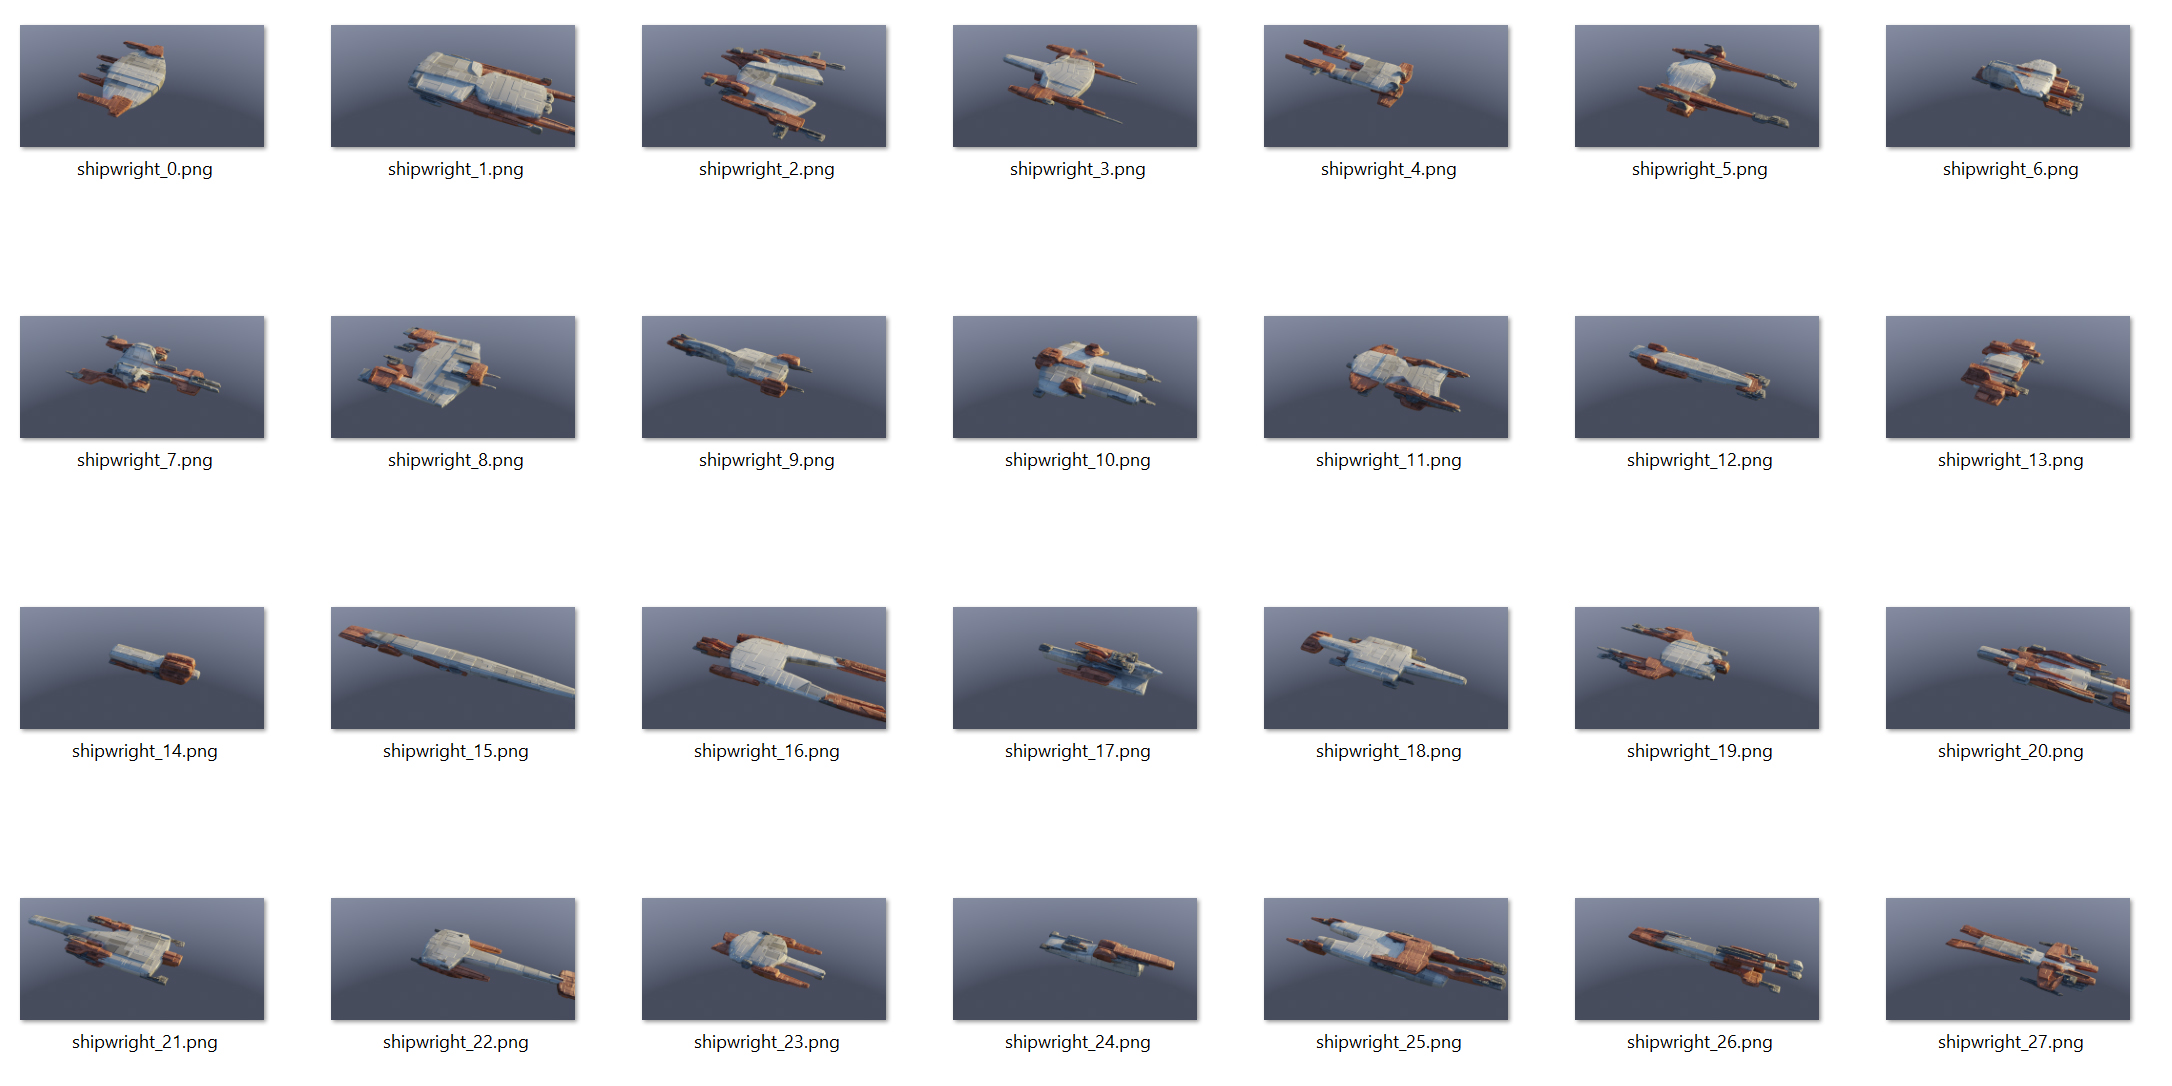 shipwright_0.png
shipwright_1.png
shipwright_2.png
shipwright_3.png
shipwright_4.png
shipwright_5.png
shipwright_6.png
shipwright_7.png
shipwright_8.png
shipwright_9.png
shipwright_10.png
shipwright_11.png
shipwright_12.png
shipwright_13.png
shipwright_14.png
shipwright_15.png
shipwright_16.png
shipwright_17.png
shipwright_18.png
shipwright_19.png
shipwright_20.png
shipwright_21.png
shipwright_22.png
shipwright_23.png
shipwright_24.png
shipwright_25.png
shipwright_26.png
shipwright_27.png